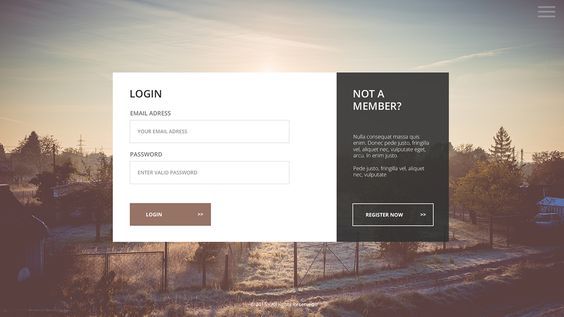 LOGIN
EMAIL ADRESS
YOUR EMAIL ADRESS
PASSWORD
ENTER VALID PASSWORD
LOGIN >>
NOT A
MEMBER?
Nulla consequat massa quis
enim. Donec pede justo, fringilla
vel, aliquet nec, vulputate eget,
arcu. In enim justo
Pede justo, fringilla vel, aliquet
nec, vulputate
REGISTER NOW >>
All Rights Reserved